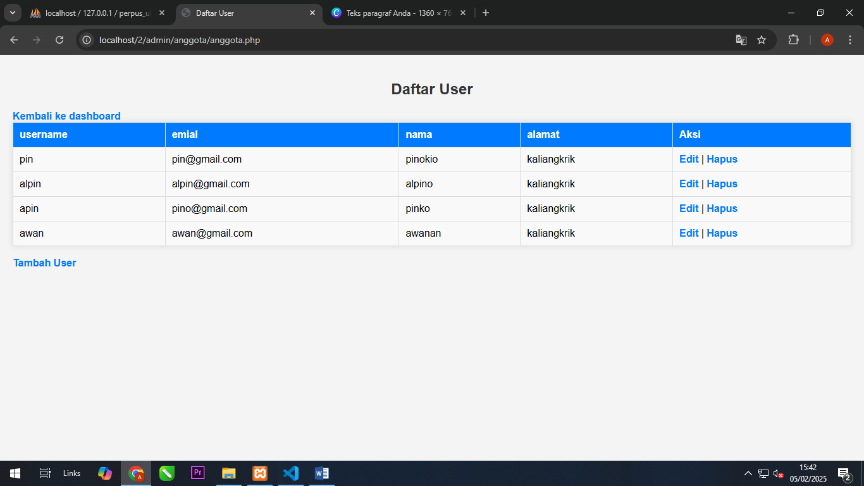 localhost / 127.0.0.1 / perpus_u
Daftar User
Teks paragraf Anda - 1360 × 76
localhost/2/admin/anggota/anggota.php
A
Daftar User
Kembali ke dashboard
username emial nama alamat Aksi
pin pin@gmail.com pinokio kaliangkrik Edit | Hapus
alpin alpin@gmail.com alpino kaliangkrik Edit | Hapus
apin pino@gmail.com pinko kaliangkrik Edit | Hapus
awan awan@gmail.com awanan kaliangkrik Edit | Hapus
Tambah User
Links
Pr
15:42
05/02/2025
2